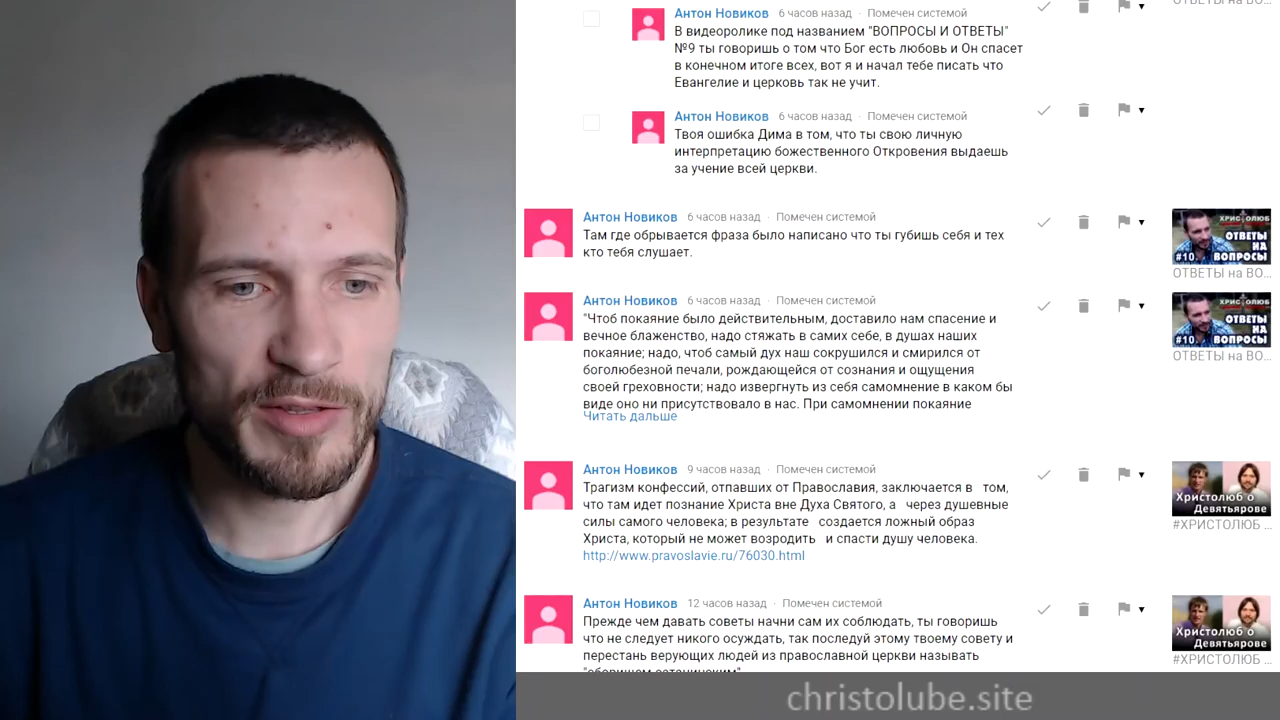 ХРИСТОЛЮБ
Антон Новиков 6 часов назад · Помечен системой
В видеоролике под названием "ВОПРОСЫ И ОТВЕТЫ"
№9 ты говоришь о том что Бог есть любовь и Он спасет
в конечном итоге всех, вот я и начал тебе писать что
Евангелие и церковь так не учит.
Антон Новиков 6 часов назад · Помечен системой
Твоя ошибка Дима в том, что ты свою личную
интерпретацию божественного Откровения выдаешь
за учение всей церкви.
Антон Новиков 6 часов назад · Помечен системой
Там где обрывается фраза было написано что ты губишь себя и тех
кто тебя слушает.
ОТВЕТЫ
НА
#10 ВОПРОСЫ
ОТВЕТЫ на ВО...
Антон Новиков 6 часов назад · Помечен системой
"Чтоб покаяние было действительным, доставило нам спасение и
вечное блаженство, надо стяжать в самих себе, в душах наших
покаяние; надо, чтоб самый дух наш сокрушился и смирился от
боголюбезной печали, рождающейся от сознания и ощущения
своей греховности; надо извергнуть из себя самомнение в каком бы
виде оно ни присутствовало в нас. При самомнении покаяние
Читать дальше
ХРИСТОЛЮБ
ОТВЕТЫ
НА
#10 ВОПРОСЫ
ОТВЕТЫ на ВО...
Антон Новиков 9 часов назад · Помечен системой
Трагизм конфессий, отпавших от Православия, заключается в том,
что там идет познание Христа вне Духа Святого, а через душевные
силы самого человека; в результате создается ложный образ
Христа, который не может возродить и спасти душу человека.
http://www.pravoslavie.ru/76030.html
Христолюб о
Девятьярове
#ХРИСТОЛЮБ ...
Антон Новиков 12 часов назад · Помечен системой
Прежде чем давать советы начни сам их соблюдать, ты говоришь
что не следует никого осуждать, так последуй этому твоему совету и
перестань верующих людей из православной церкви называть
Христолюб о
Девятьярове
#ХРИСТОЛЮБ ...
christolube.site